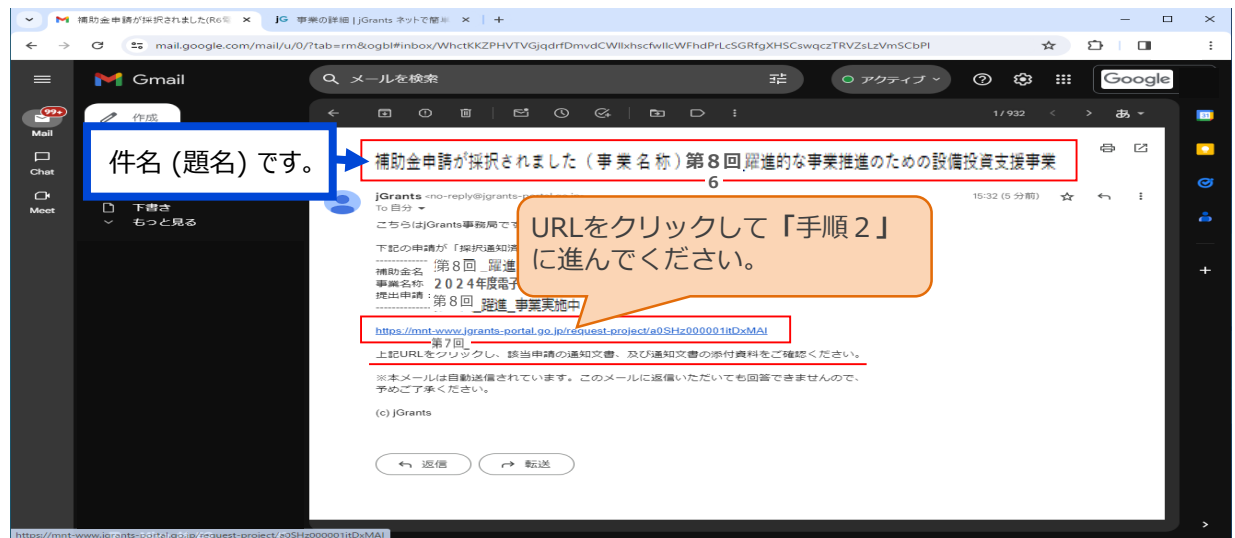 補助金申請が採択されました(R6
事業の詳細 | jGrants ネットで簡単
mail.google.com/mail/u/0/?tab=rm&ogbl#inbox/WhctKKZPHVTVGjqdrfDmvdCWllxhscfwllcWFhdPrLcSGRfgXHSCswqczTRVZsLzVmSCbPl
Gmail
メールを検索
アクティブ
Google
99+
Mail
Chat
Meet
作成
下書き
もっと見る
1/932
あ
31
件名 (題名) です。
補助金申請が採択されました(事業名称)第8回躍進的な事業推進のための設備投資支援事業
6
jGrants
15:32 (5 分前)
To 自分
こちらはjGrants事務局です
下記の申請が「採択通知済
補助金名 第8回_躍進
事業名称 2024年度電子
提出申請:第8回_躍進_事業実施中
https://mnt-www.jgrants-portal.go.jp/request-project/a0SHz000001itDxMAI
第7回_
上記URLをクリックし、該当申請の通知文書、及び通知文書の添付資料をご確認ください。
※本メールは自動送信されています。このメールに返信いただいても回答できませんので、
予めご了承ください。
(c) jGrants
URLをクリックして「手順2」
に進んでください。
返信
転送
https://mnt-www.jgrants-portal.go.jp/request-project/a0SHz000001itDxMAI